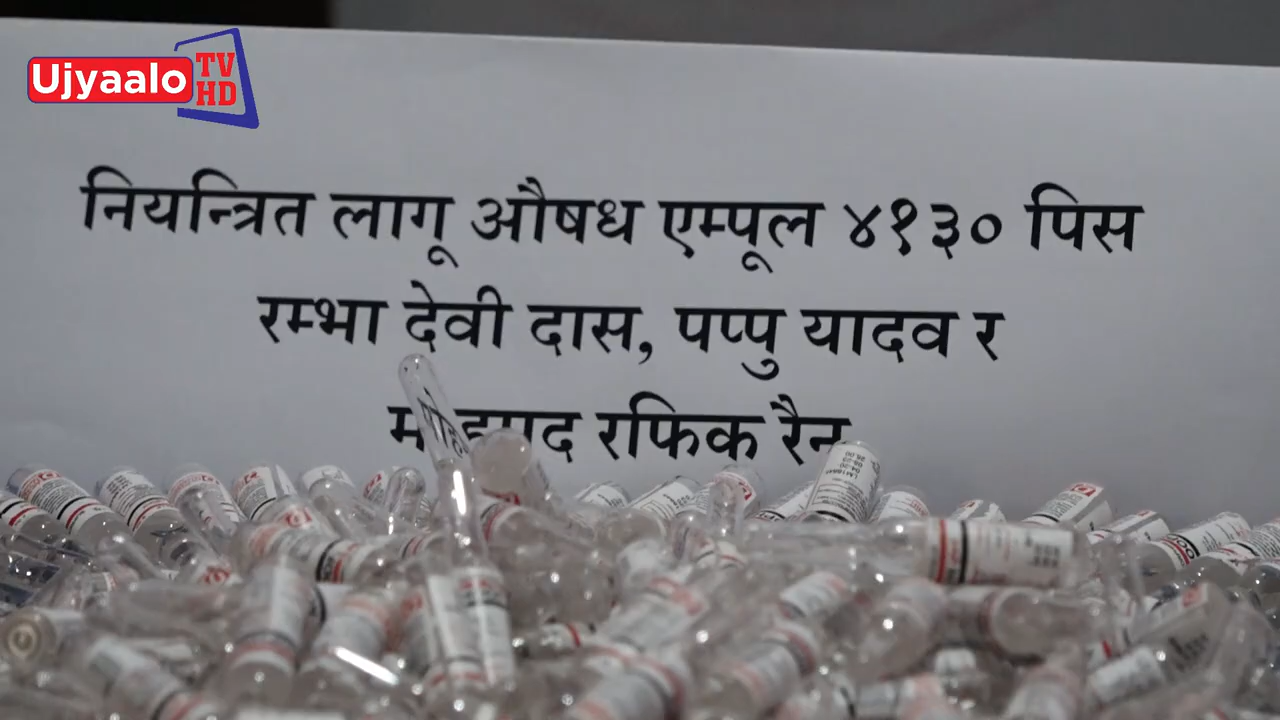 Ujyaalo TV HD
नियन्त्रित लागू औषध एम्पूल ४१३० पिस
रम्भा देवी दास, पप्पु यादव र
रफिक रैन